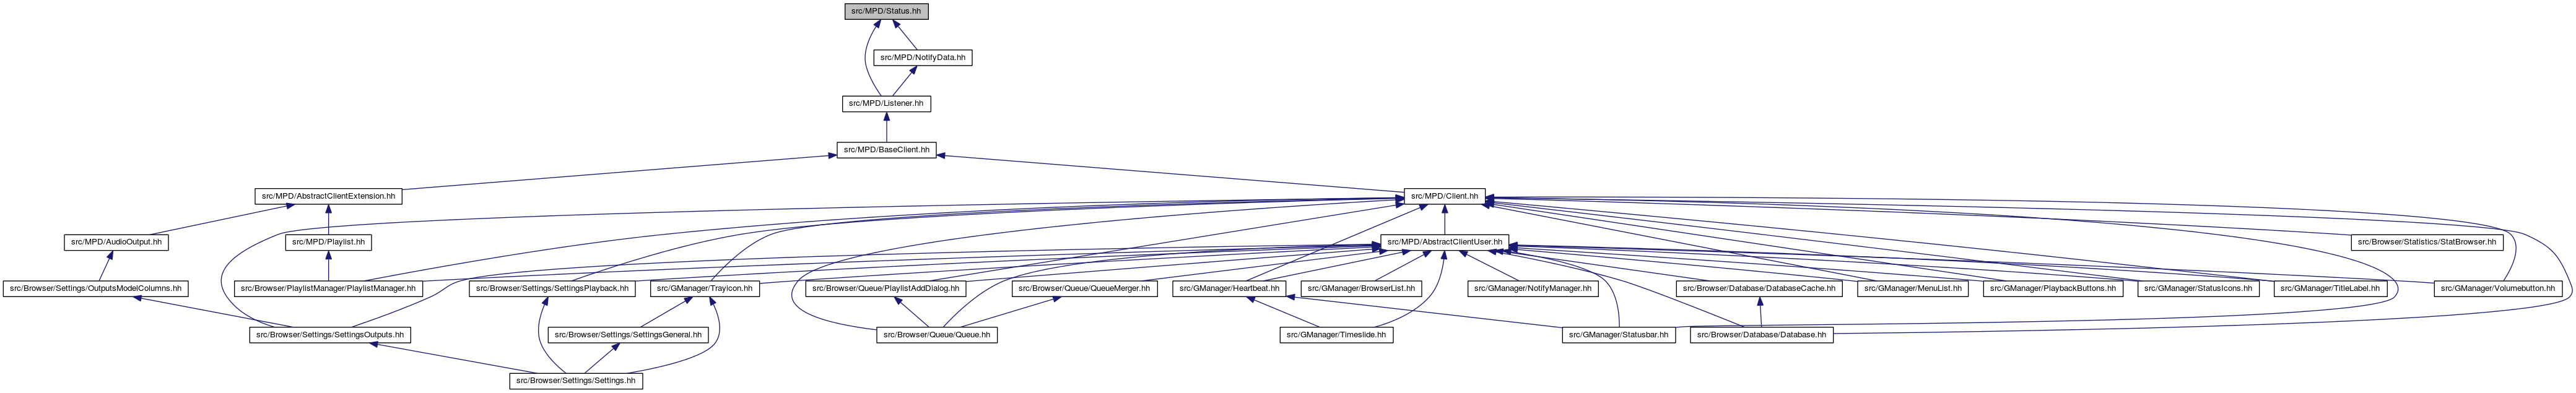 src/MPD/Status.hh
src/MPD/NotifyData.hh
src/MPD/Listener.hh
src/MPD/BaseClient.hh
src/MPD/AbstractClientExtension.hh
src/MPD/Client.hh
src/MPD/AudioOutput.hh
src/MPD/Playlist.hh
src/MPD/AbstractClientUser.hh
src/Browser/Statistics/StatBrowser.hh
src/Browser/Settings/OutputsModelColumns.hh
src/Browser/PlaylistManager/PlaylistManager.hh
src/Browser/Settings/SettingsPlayback.hh
src/GManager/Trayicon.hh
src/Browser/Queue/PlaylistAddDialog.hh
src/Browser/Queue/QueueMerger.hh
src/GManager/Heartbeat.hh
src/GManager/BrowserList.hh
src/GManager/NotifyManager.hh
src/Browser/Database/DatabaseCache.hh
src/GManager/MenuList.hh
src/GManager/PlaybackButtons.hh
src/GManager/StatusIcons.hh
src/GManager/TitleLabel.hh
src/GManager/Volumebutton.hh
src/Browser/Settings/SettingsOutputs.hh
src/Browser/Settings/SettingsGeneral.hh
src/Browser/Queue/Queue.hh
src/GManager/Timeslide.hh
src/GManager/Statusbar.hh
src/Browser/Database/Database.hh
src/Browser/Settings/Settings.hh